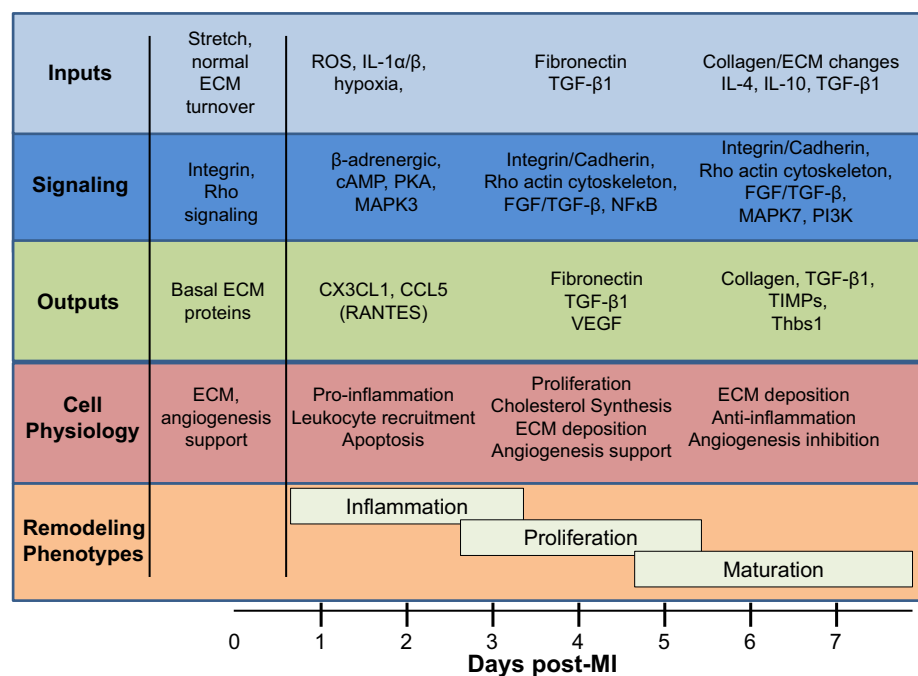 Inputs
Stretch,
normal
ECM
turnover
ROS, IL-1α/β,
hypoxia,
Fibronectin
TGF-β1
Collagen/ECM changes
IL-4, IL-10, TGF-β1
Signaling
Integrin,
Rho
signaling
β-adrenergic,
cAMP, PKA,
MAPK3
Integrin/Cadherin,
Rho actin cytoskeleton,
FGF/TGF-β, NFκB
Integrin/Cadherin,
Rho actin cytoskeleton,
FGF/TGF-β,
MAPK7, PI3K
Outputs
Basal ECM
proteins
CX3CL1, CCL5
(RANTES)
Fibronectin
TGF-β1
VEGF
Collagen, TGF-β1,
TIMPs,
Thbs1
Cell
Physiology
ECM,
angiogenesis
support
Pro-inflammation
Leukocyte recruitment
Apoptosis
Proliferation
Cholesterol Synthesis
ECM deposition
Angiogenesis support
ECM deposition
Anti-inflammation
Angiogenesis inhibition
Remodeling
Phenotypes
Inflammation
Proliferation
Maturation
0 1 2 3 4 5 6 7
Days post-MI